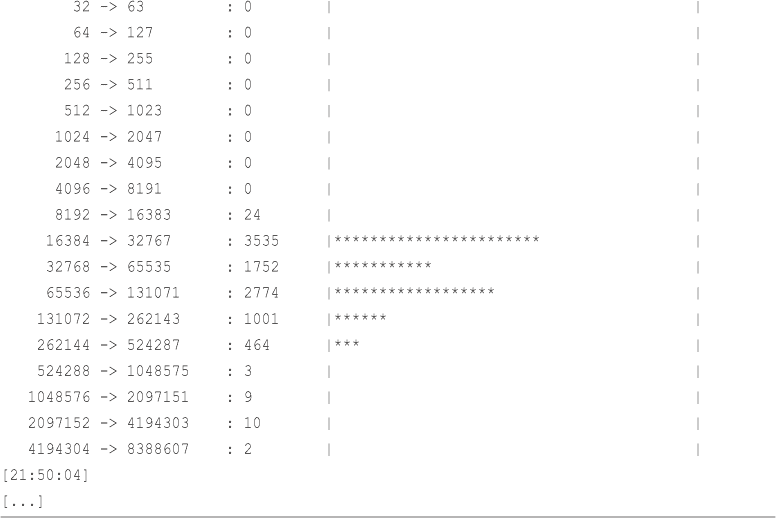 32 -> 63         : 0        |                                        |
64 -> 127        : 0        |                                        |
128 -> 255        : 0        |                                        |
256 -> 511        : 0        |                                        |
512 -> 1023       : 0        |                                        |
1024 -> 2047       : 0        |                                        |
2048 -> 4095       : 0        |                                        |
4096 -> 8191       : 0        |                                        |
8192 -> 16383      : 24       |                                        |
16384 -> 32767      : 3535     |***********************                 |
32768 -> 65535      : 1752     |***********                             |
65536 -> 131071     : 2774     |******************                      |
131072 -> 262143     : 1001     |******                                  |
262144 -> 524287     : 464      |***                                     |
524288 -> 1048575    : 3        |                                        |
1048576 -> 2097151    : 9        |                                        |
2097152 -> 4194303    : 10       |                                        |
4194304 -> 8388607    : 2        |                                        |
[21:50:04]
[...]